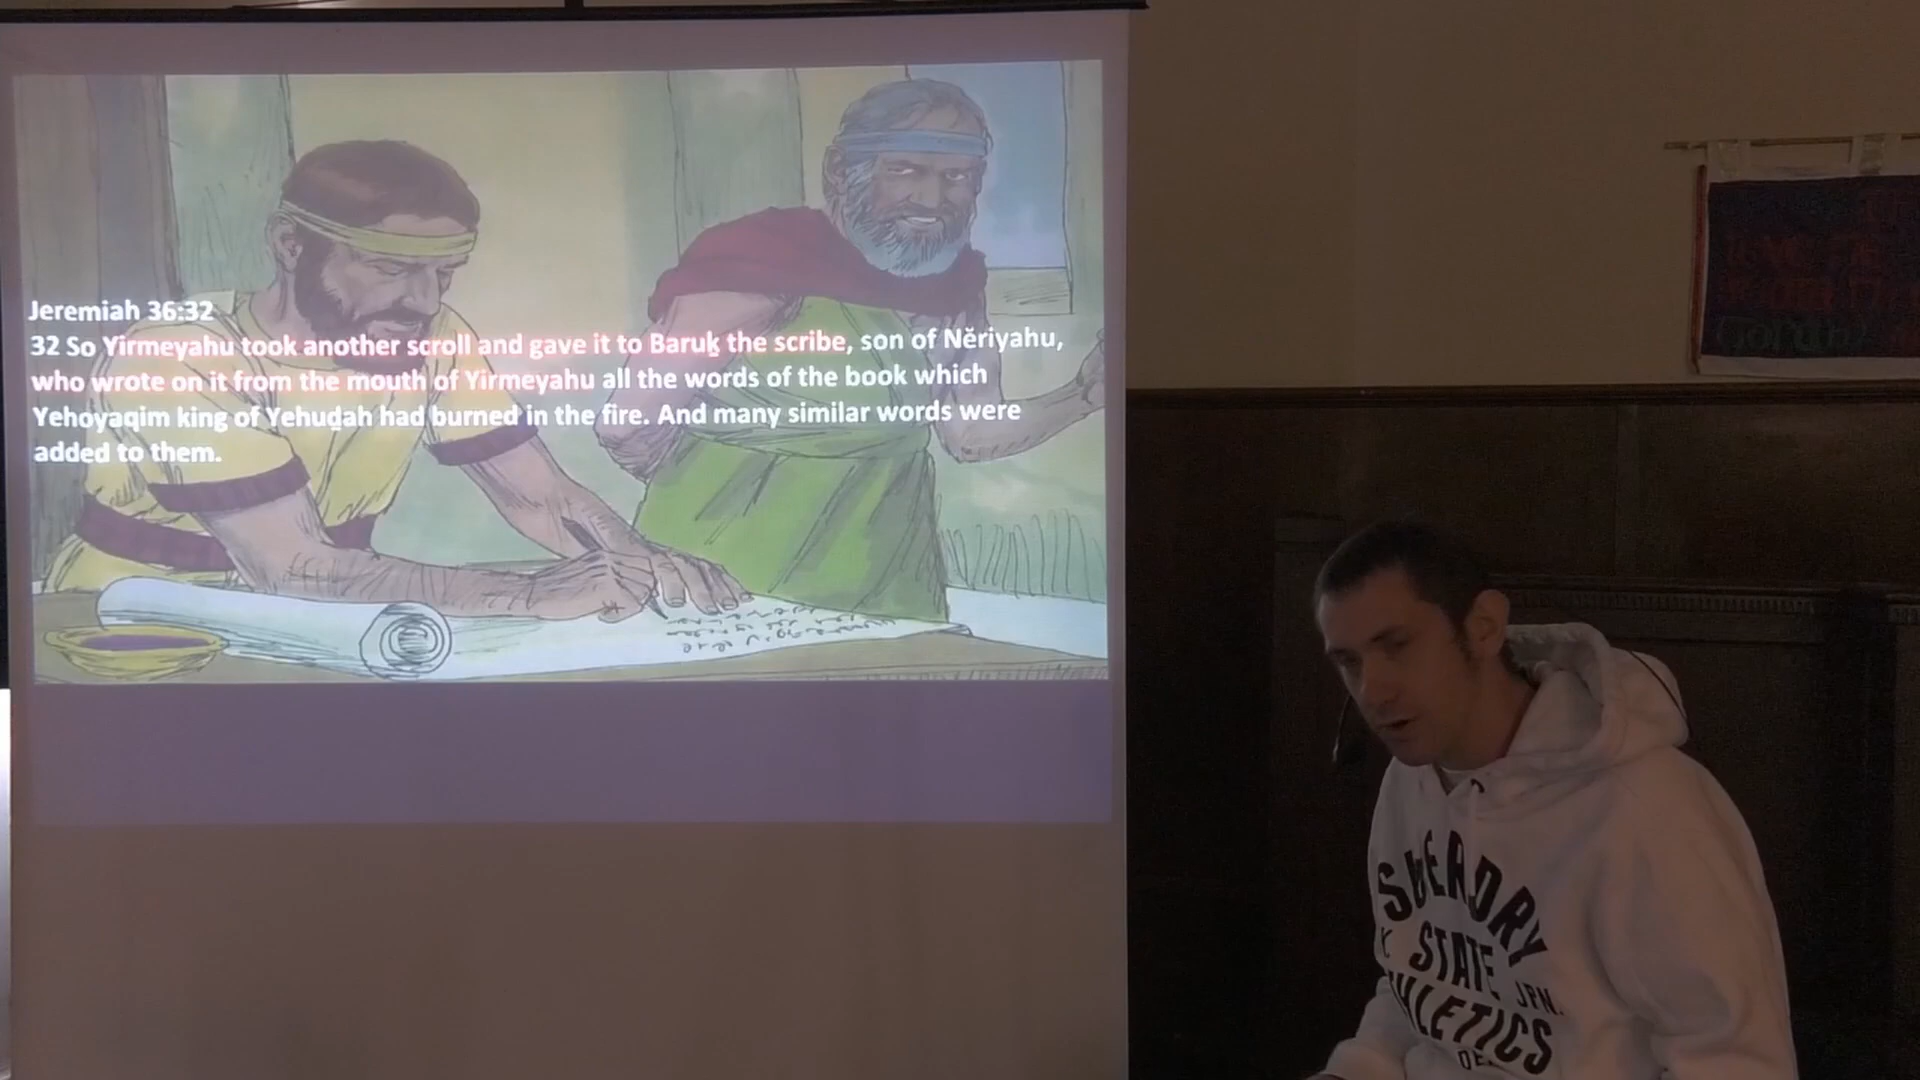 Jeremiah 36:32
32 So Yirmeyahu took another scroll and gave it to Baruḵ the scribe, son of Nĕriyahu,
who wrote on it from the mouth of Yirmeyahu all the words of the book which
Yehoyaqim king of Yehuḏah had burned in the fire. And many similar words were
added to them.
SUPERDRY
STATE
JPN.
ATHLETICS